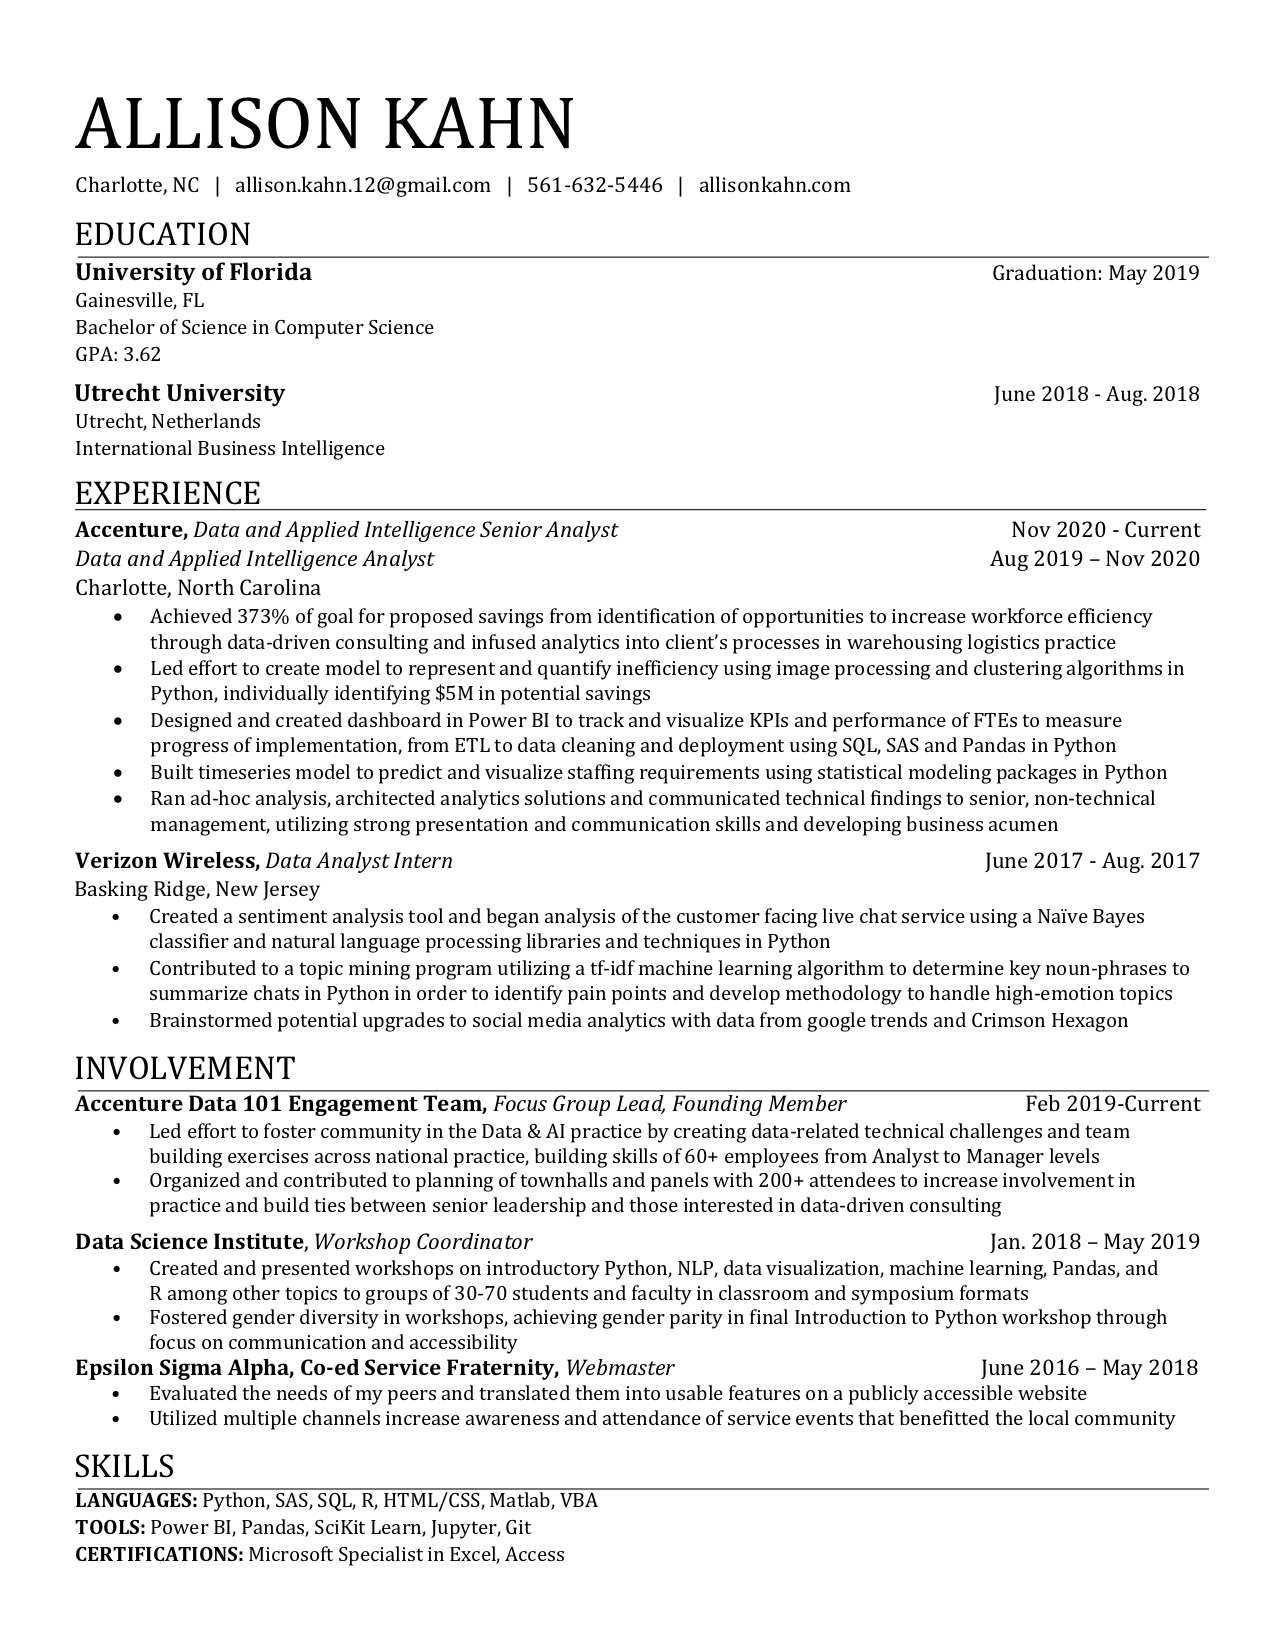 ALLISON KAHN
Charlotte, NC | allison.kahn.12@gmail.com | 561-632-5446 | allisonkahn.com
EDUCATION
University of Florida Graduation: May 2019
Gainesville, FL
Bachelor of Science in Computer Science
GPA: 3.62
Utrecht University June 2018 - Aug. 2018
Utrecht, Netherlands
International Business Intelligence
EXPERIENCE
Accenture, Data and Applied Intelligence Senior Analyst Nov 2020 - Current
Data and Applied Intelligence Analyst Aug 2019 – Nov 2020
Charlotte, North Carolina
• Achieved 373% of goal for proposed savings from identification of opportunities to increase workforce efficiency
through data-driven consulting and infused analytics into client’s processes in warehousing logistics practice
• Led effort to create model to represent and quantify inefficiency using image processing and clustering algorithms in
Python, individually identifying $5M in potential savings
• Designed and created dashboard in Power BI to track and visualize KPIs and performance of FTEs to measure
progress of implementation, from ETL to data cleaning and deployment using SQL, SAS and Pandas in Python
• Built timeseries model to predict and visualize staffing requirements using statistical modeling packages in Python
• Ran ad-hoc analysis, architected analytics solutions and communicated technical findings to senior, non-technical
management, utilizing strong presentation and communication skills and developing business acumen
Verizon Wireless, Data Analyst Intern June 2017 - Aug. 2017
Basking Ridge, New Jersey
• Created a sentiment analysis tool and began analysis of the customer facing live chat service using a Naïve Bayes
classifier and natural language processing libraries and techniques in Python
• Contributed to a topic mining program utilizing a tf-idf machine learning algorithm to determine key noun-phrases to
summarize chats in Python in order to identify pain points and develop methodology to handle high-emotion topics
• Brainstormed potential upgrades to social media analytics with data from google trends and Crimson Hexagon
INVOLVEMENT
Accenture Data 101 Engagement Team, Focus Group Lead, Founding Member Feb 2019-Current
• Led effort to foster community in the Data & AI practice by creating data-related technical challenges and team
building exercises across national practice, building skills of 60+ employees from Analyst to Manager levels
• Organized and contributed to planning of townhalls and panels with 200+ attendees to increase involvement in
practice and build ties between senior leadership and those interested in data-driven consulting
Data Science Institute, Workshop Coordinator Jan. 2018 – May 2019
• Created and presented workshops on introductory Python, NLP, data visualization, machine learning, Pandas, and
R among other topics to groups of 30-70 students and faculty in classroom and symposium formats
• Fostered gender diversity in workshops, achieving gender parity in final Introduction to Python workshop through
focus on communication and accessibility
Epsilon Sigma Alpha, Co-ed Service Fraternity, Webmaster June 2016 – May 2018
• Evaluated the needs of my peers and translated them into usable features on a publicly accessible website
• Utilized multiple channels increase awareness and attendance of service events that benefitted the local community
SKILLS
LANGUAGES: Python, SAS, SQL, R, HTML/CSS, Matlab, VBA
TOOLS: Power BI, Pandas, SciKit Learn, Jupyter, Git
CERTIFICATIONS: Microsoft Specialist in Excel, Access